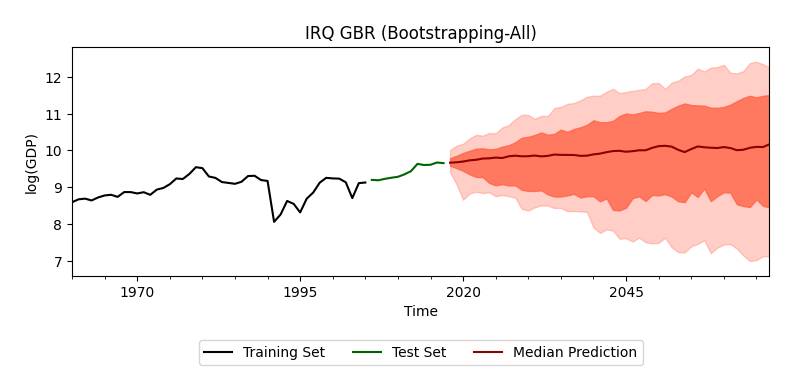 IRQ GBR (Bootstrapping-All)
log(GDP)
12
11
10
9
8
7
1970
1995
2020
2045
Time
Training Set
Test Set
Median Prediction